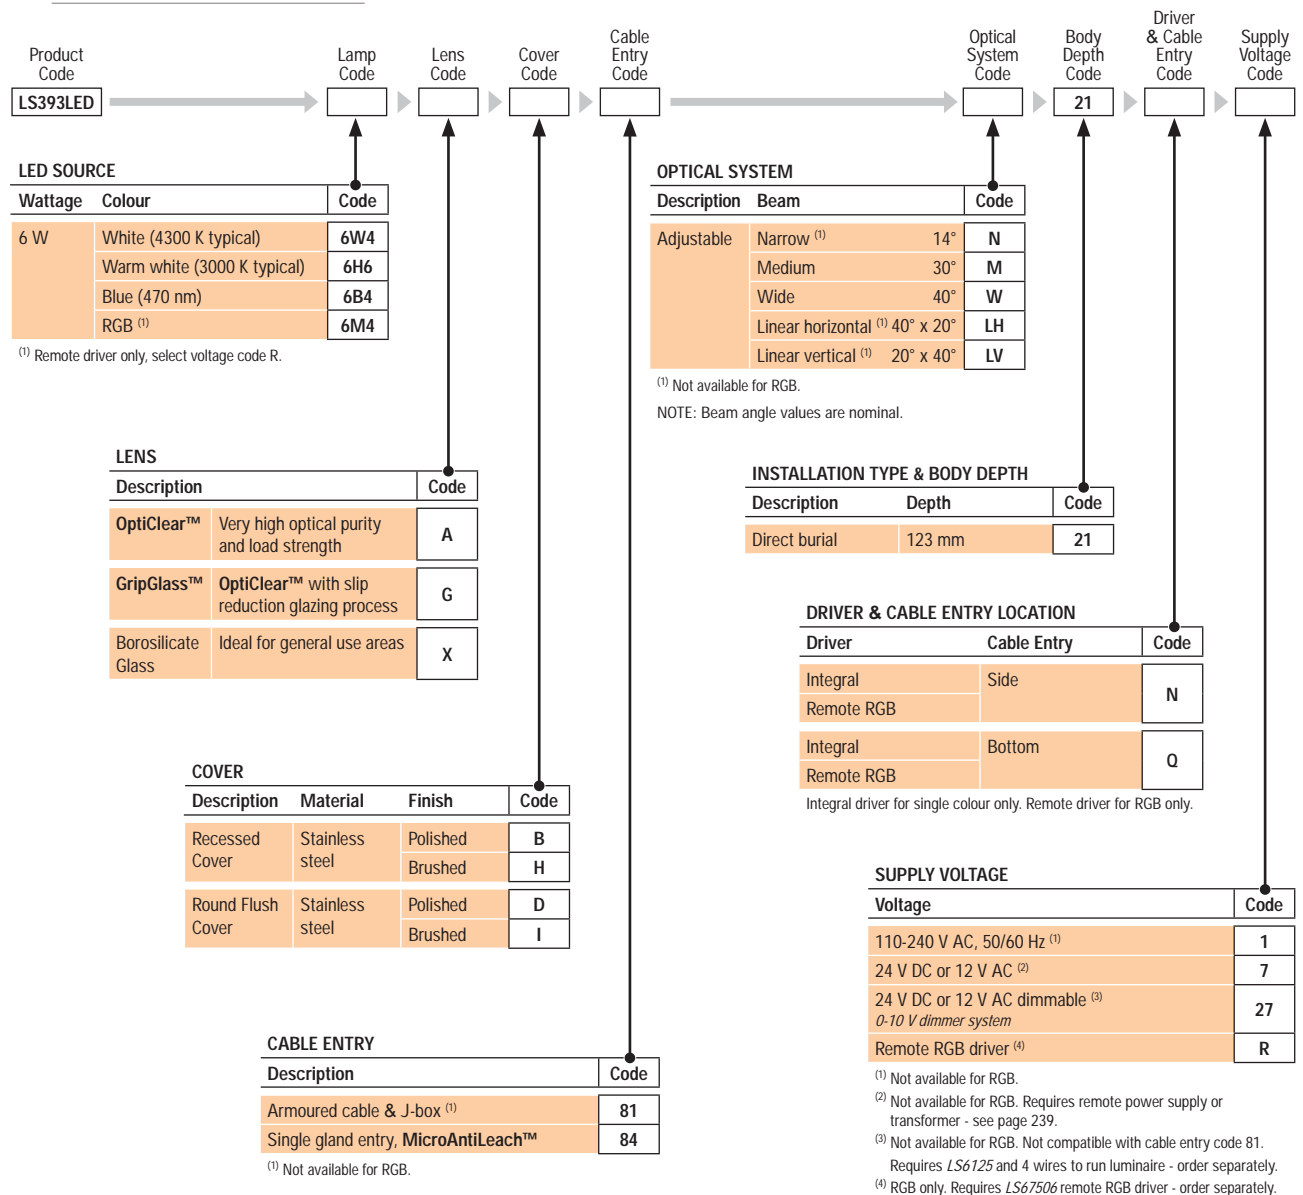 Product Code
Lamp Code
Lens Code
Cover Code
Cable Entry Code
Optical System Code
Body Depth Code
Driver & Cable Entry Code
Supply Voltage Code
LS393LED
21
LED SOURCE
Wattage Colour Code
6 W White (4300 K typical) 6W4
Warm white (3000 K typical) 6H6
Blue (470 nm) 6B4
RGB (1) 6M4
(1) Remote driver only, select voltage code R.
OPTICAL SYSTEM
Description Beam Code
Adjustable Narrow (1) 14° N
Medium 30° M
Wide 40° W
Linear horizontal (1) 40° x 20° LH
Linear vertical (1) 20° x 40° LV
(1) Not available for RGB.
NOTE: Beam angle values are nominal.
LENS
Description Code
OptiClear™ Very high optical purity
and load strength A
GripGlass™ OptiClear™ with slip
reduction glazing process G
Borosilicate Ideal for general use areas
Glass X
INSTALLATION TYPE & BODY DEPTH
Description Depth Code
Direct burial 123 mm 21
DRIVER & CABLE ENTRY LOCATION
Driver Cable Entry Code
Integral Side N
Remote RGB
Integral Bottom Q
Remote RGB
Integral driver for single colour only. Remote driver for RGB only.
COVER
Description Material Finish Code
Recessed Stainless Polished B
Cover steel Brushed H
Round Flush Stainless Polished D
Cover steel Brushed I
SUPPLY VOLTAGE
Voltage Code
110-240 V AC, 50/60 Hz (1) 1
24 V DC or 12 V AC (2) 7
24 V DC or 12 V AC dimmable (3) 27
0-10 V dimmer system
Remote RGB driver (4) R
(1) Not available for RGB.
(2) Not available for RGB. Requires remote power supply or
transformer - see page 239.
(3) Not available for RGB. Not compatible with cable entry code 81.
Requires LS6125 and 4 wires to run luminaire - order separately.
(4) RGB only. Requires LS67506 remote RGB driver - order separately.
CABLE ENTRY
Description Code
Armoured cable & J-box (1) 81
Single gland entry, MicroAntiLeach™ 84
(1) Not available for RGB.